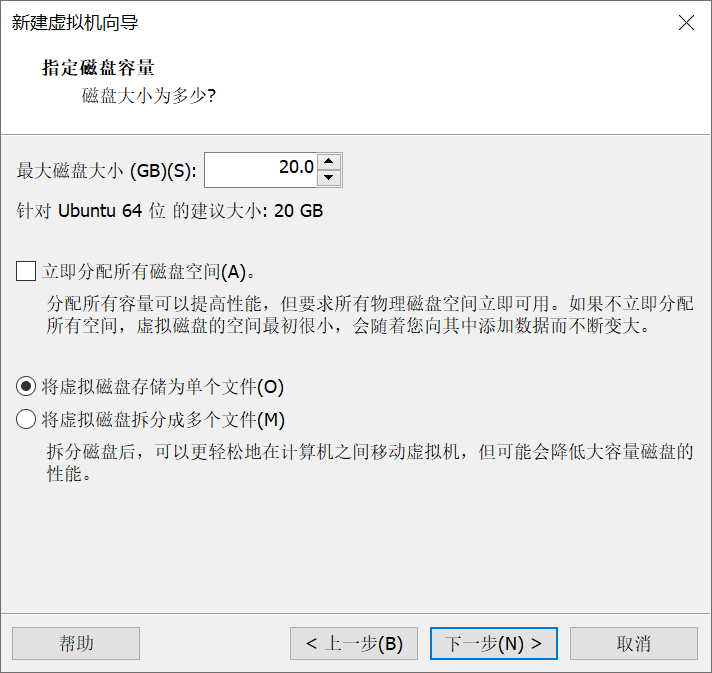 新建虚拟机向导
指定磁盘容量
磁盘大小为多少?
最大磁盘大小 (GB)(S): 20.0
针对 Ubuntu 64 位 的建议大小: 20 GB
立即分配所有磁盘空间(A)。
分配所有容量可以提高性能，但要求所有物理磁盘空间立即可用。如果不立即分配
所有空间，虚拟磁盘的空间最初很小，会随着您向其中添加数据而不断变大。
将虚拟磁盘存储为单个文件(O)
将虚拟磁盘拆分成多个文件(M)
拆分磁盘后，可以更轻松地在计算机之间移动虚拟机，但可能会降低大容量磁盘的
性能。
帮助 < 上一步(B) 下一步(N) > 取消